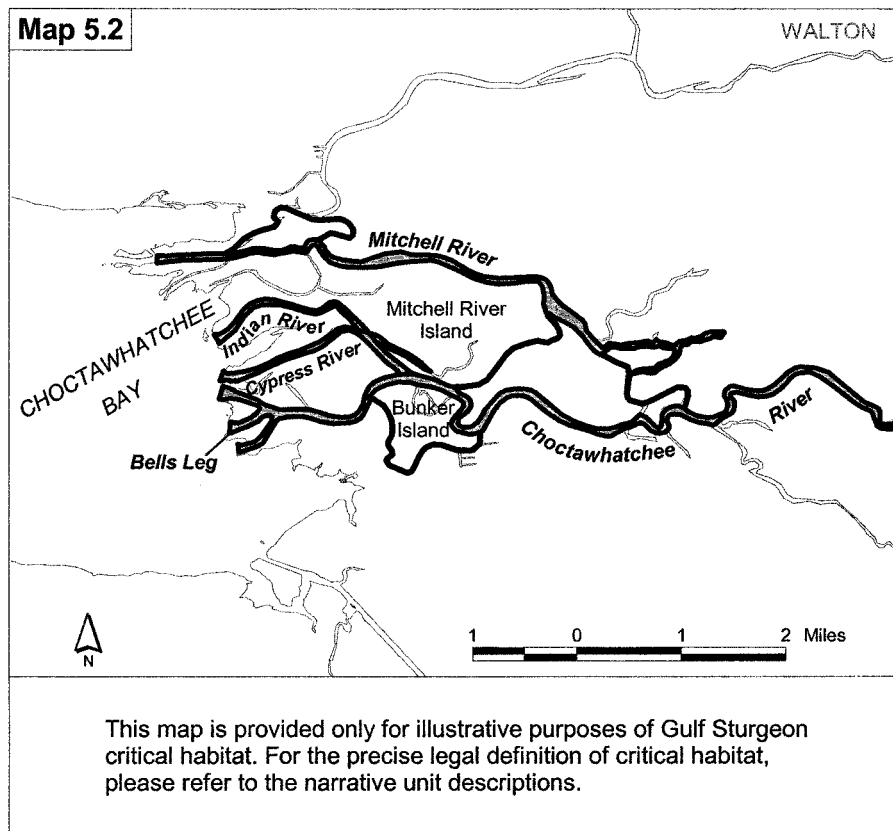 Map 5.2
WALTON
Mitchell River
Mitchell River
Island
Indian River
CHOCTAWHATCHEE
BAY
Cypress River
Bunker
Island
Choctawhatchee
River
Bells Leg
N
1 0 1 2 Miles
This map is provided only for illustrative purposes of Gulf Sturgeon
critical habitat. For the precise legal definition of critical habitat,
please refer to the narrative unit descriptions.